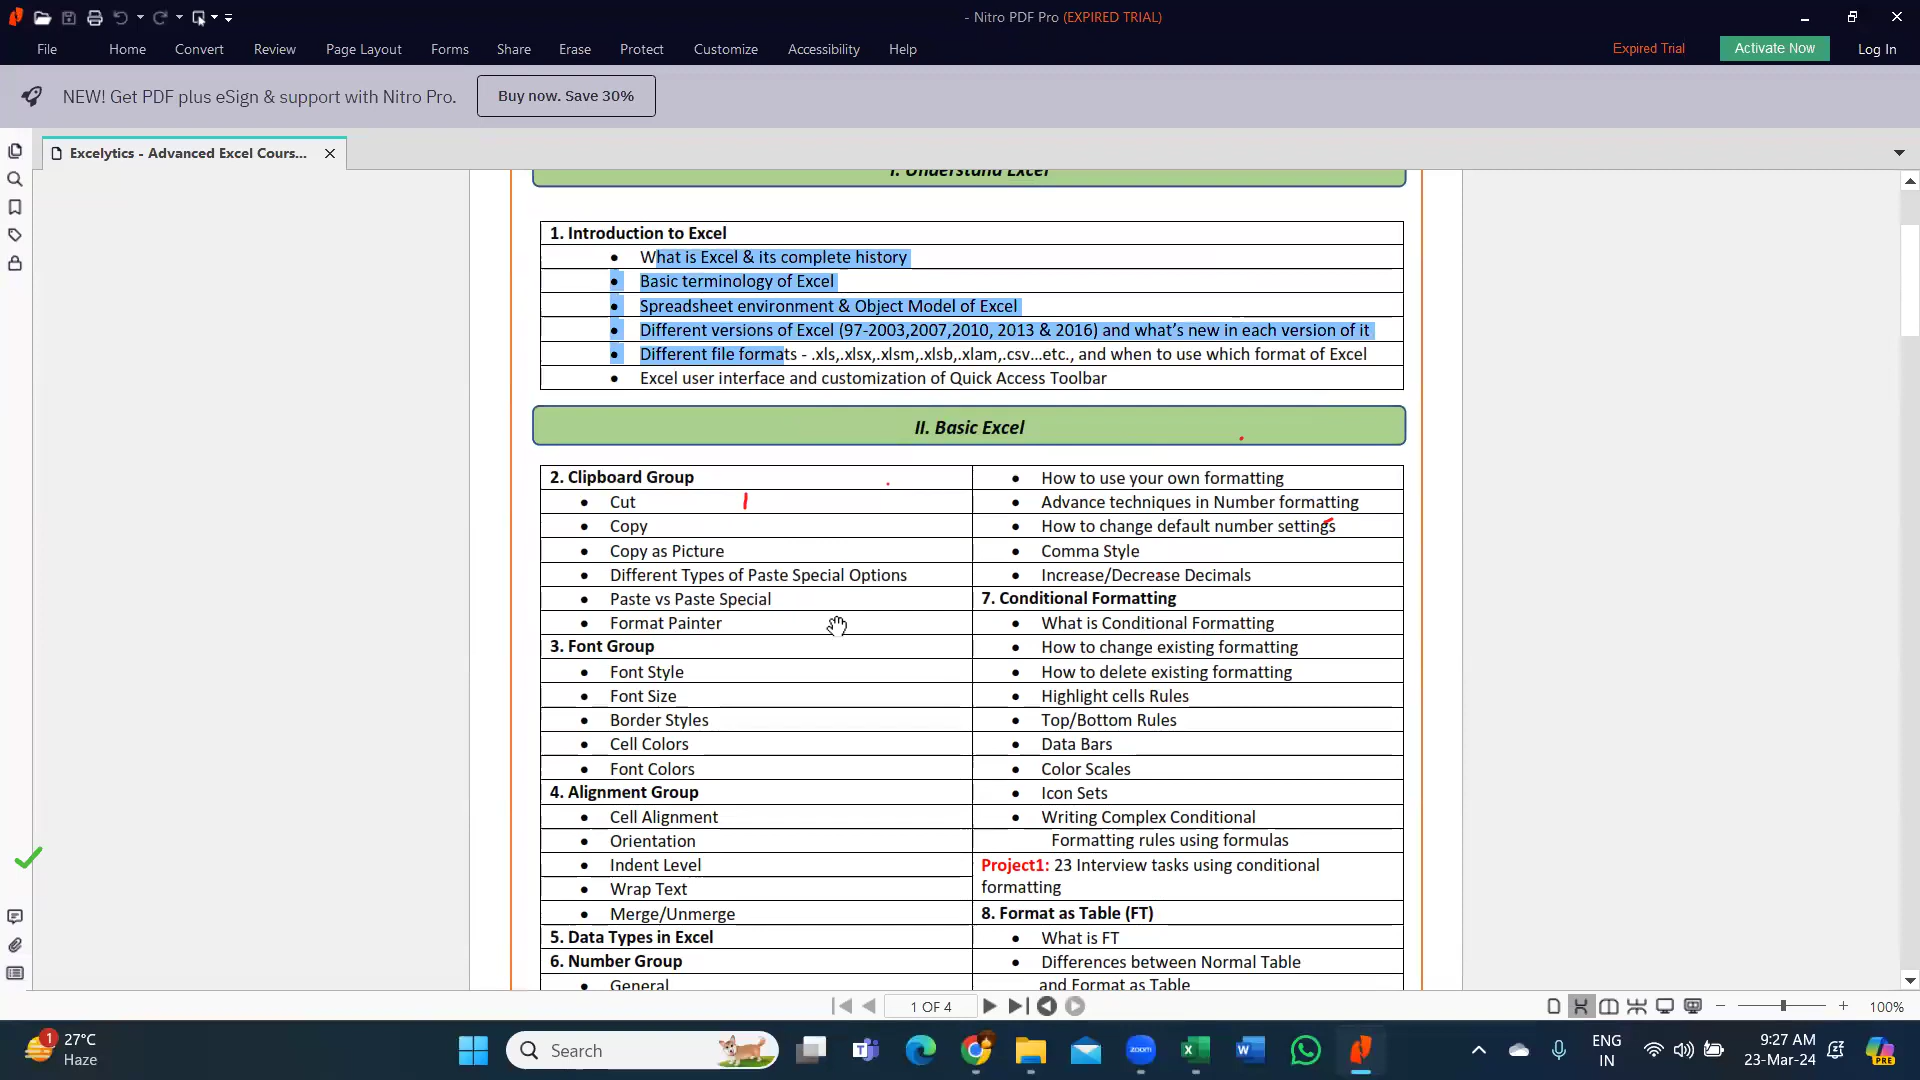 - Nitro PDF Pro (EXPIRED TRIAL)
File Home Convert Review Page Layout Forms Share Erase Protect Customize Accessibility Help Expired Trial Activate Now Log In
NEW! Get PDF plus eSign & support with Nitro Pro. Buy now. Save 30%
Excelytics - Advanced Excel Cours...
I. Understand Excel
1. Introduction to Excel
• What is Excel & its complete history
• Basic terminology of Excel
• Spreadsheet environment & Object Model of Excel
• Different versions of Excel (97-2003,2007,2010, 2013 & 2016) and what's new in each version of it
• Different file formats - .xls,.xlsx,.xlsm,.xlsb,.xlam,.csv...etc., and when to use which format of Excel
• Excel user interface and customization of Quick Access Toolbar
II. Basic Excel
2. Clipboard Group
• Cut
• Copy
• Copy as Picture
• Different Types of Paste Special Options
• Paste vs Paste Special
• Format Painter
3. Font Group
• Font Style
• Font Size
• Border Styles
• Cell Colors
• Font Colors
4. Alignment Group
• Cell Alignment
• Orientation
• Indent Level
• Wrap Text
• Merge/Unmerge
5. Data Types in Excel
6. Number Group
• General
• How to use your own formatting
• Advance techniques in Number formatting
• How to change default number settings
• Comma Style
• Increase/Decrease Decimals
7. Conditional Formatting
• What is Conditional Formatting
• How to change existing formatting
• How to delete existing formatting
• Highlight cells Rules
• Top/Bottom Rules
• Data Bars
• Color Scales
• Icon Sets
• Writing Complex Conditional
Formatting rules using formulas
Project1: 23 Interview tasks using conditional
formatting
8. Format as Table (FT)
• What is FT
• Differences between Normal Table
and Format as Table
1 OF 4
100%
1
27°C
Haze
Search
zoom
ENG
IN
9:27 AM
23-Mar-24
PRE